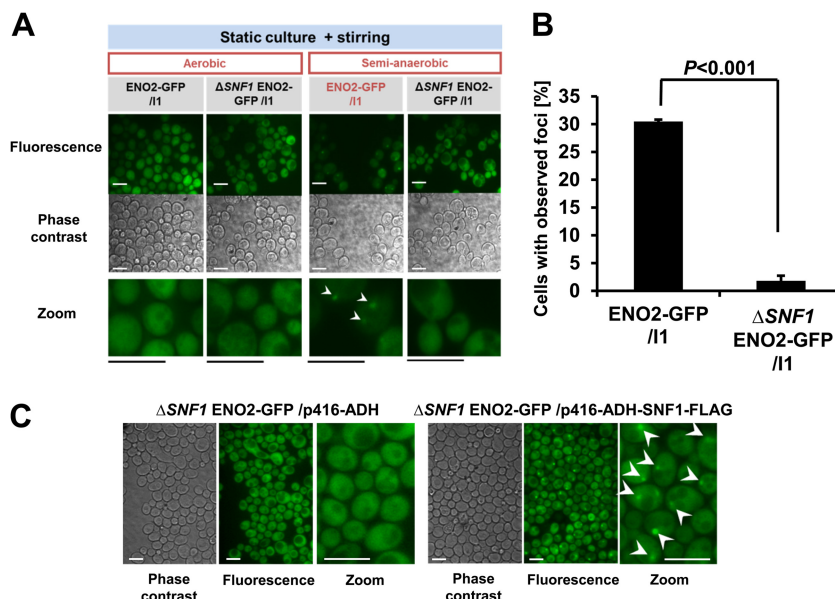 A
Static culture + stirring
Aerobic
Semi-anaerobic
ENO2-GFP
/I1
ΔSNF1 ENO2-
GFP /I1
ENO2-GFP
/I1
ΔSNF1 ENO2-
GFP /I1
Fluorescence
Phase
contrast
Zoom
B
P<0.001
Cells with observed foci [%]
35
30
25
20
15
10
5
0
ENO2-GFP
/I1
ΔSNF1
ENO2-GFP
/I1
C
ΔSNF1 ENO2-GFP /p416-ADH
ΔSNF1 ENO2-GFP /p416-ADH-SNF1-FLAG
Phase
contrast
Fluorescence
Zoom
Phase
contrast
Fluorescence
Zoom